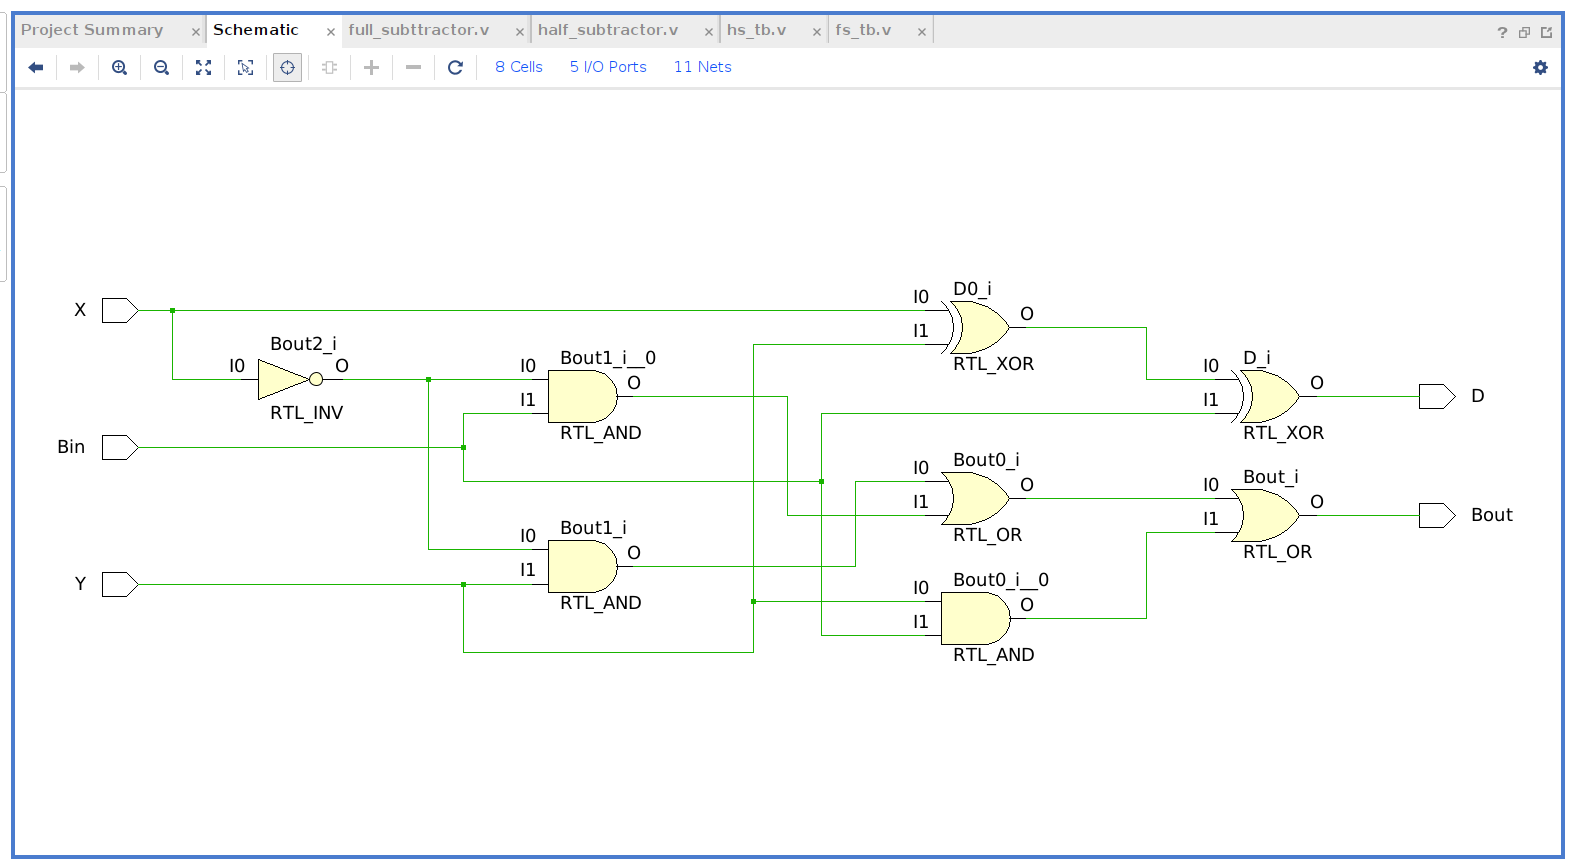 Project Summary × Schematic × full_subttractor.v × half_subtractor.v × hs_tb.v × fs_tb.v × ?
8 Cells 5 I/O Ports 11 Nets
D0_i
I0
X
O
I1
Bout2_i
Bout1_i__0
D_i
I0 O
I0
RTL_XOR
I0
O
O
I1
I1
D
RTL_INV
RTL_AND
RTL_XOR
Bin
Bout0_i
I0
Bout_i
O
I0
I1
O
Bout
I1
Bout1_i
RTL_OR
I0
RTL_OR
O
I1
Bout0_i__0
Y
I0
RTL_AND
O
I1
RTL_AND